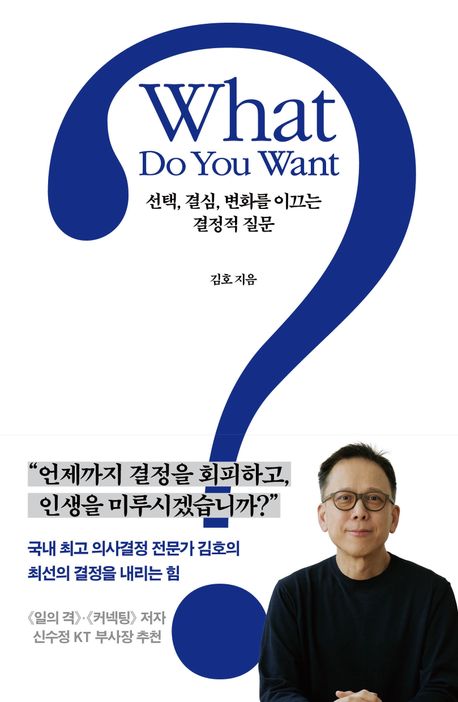 What
Do You Want
선택, 결심, 변화를 이끄는
결정적 질문
김호 지음
“언제까지 결정을 회피하고,
인생을 미루시겠습니까?”
국내 최고 의사결정 전문가 김호의
최선의 결정을 내리는 힘
《일의 격》·《커넥팅》 저자
신수정 KT 부사장 추천
?